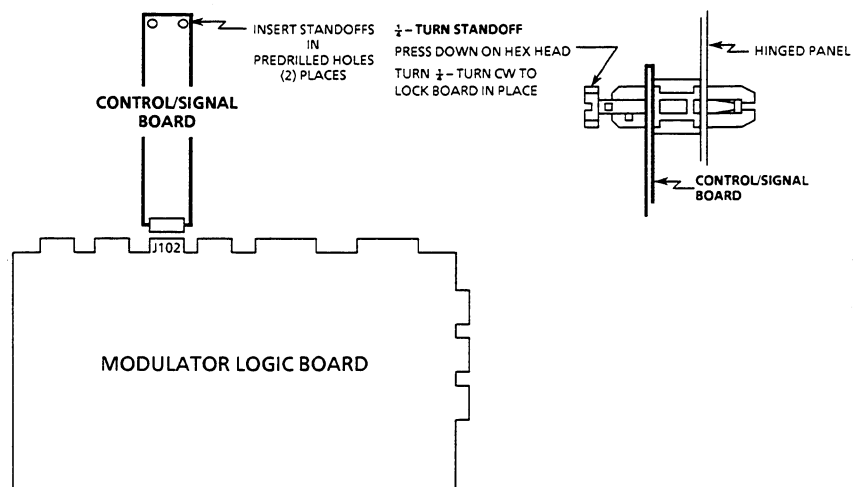 INSERT STANDOFFS
IN
PREDRILLED HOLES
(2) PLACES
¼ – TURN STANDOFF
PRESS DOWN ON HEX HEAD
TURN ¼ – TURN CW TO
LOCK BOARD IN PLACE
HINGED PANEL
CONTROL/SIGNAL
BOARD
CONTROL/SIGNAL
BOARD
J102
MODULATOR LOGIC BOARD